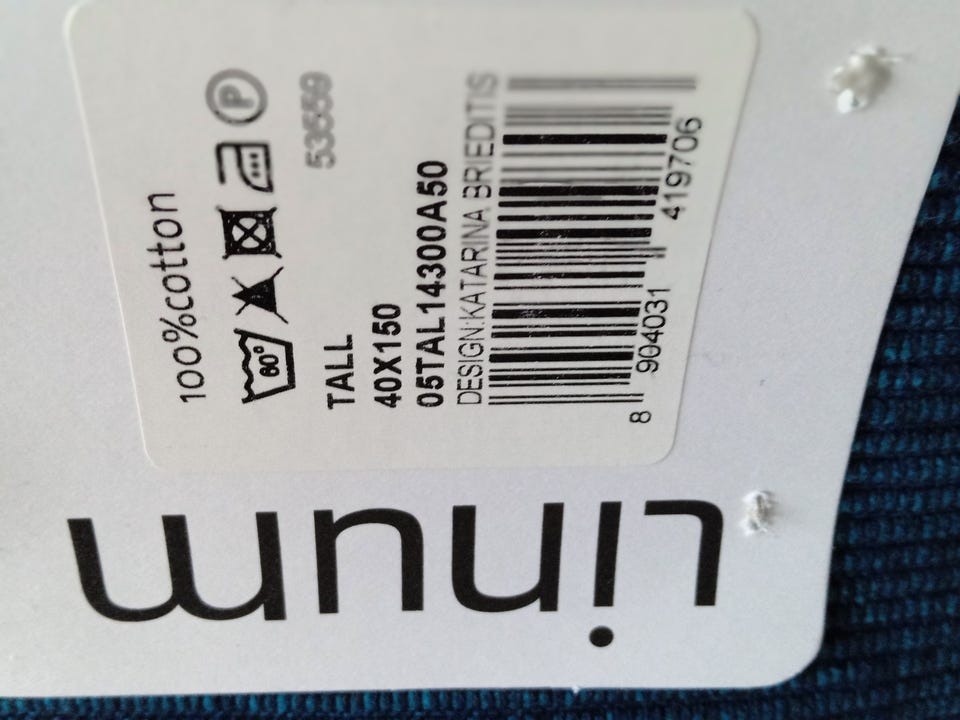 100%cotton
60°
P
53559
TALL
40X150
05TAL14300A50
DESIGN:KATARINA BRIEDITIS
8 904031 419706
linum